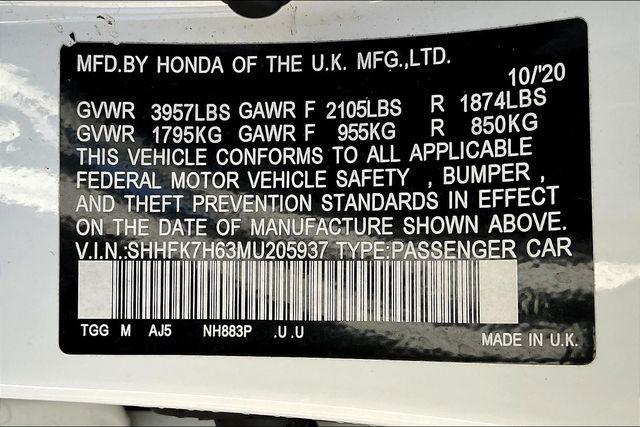 MFD.BY HONDA OF THE U.K. MFG.,LTD.
10/'20
GVWR 3957LBS GAWR F 2105LBS R 1874LBS
GVWR 1795KG GAWR F 955KG R 850KG
THIS VEHICLE CONFORMS TO ALL APPLICABLE
FEDERAL MOTOR VEHICLE SAFETY , BUMPER ,
AND THEFT PREVENTION STANDARDS IN EFFECT
ON THE DATE OF MANUFACTURE SHOWN ABOVE.
V.I.N.:SHHFK7H63MU205937 TYPE:PASSENGER CAR
TGG M AJ5 NH883P .U .U
MADE IN U.K.